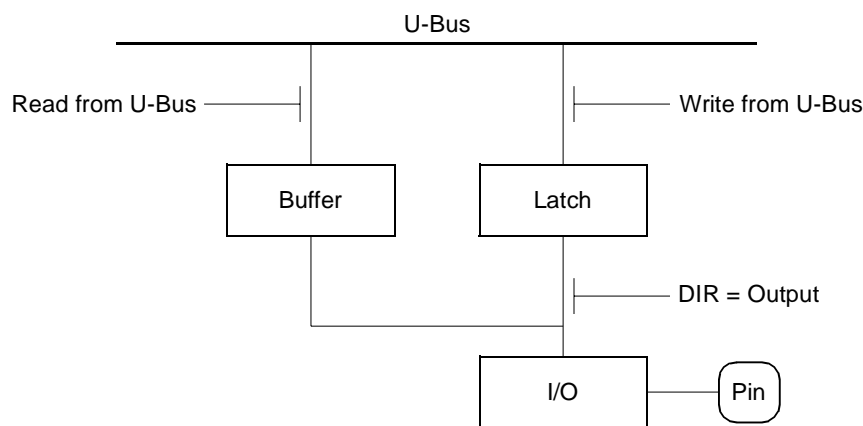 U-Bus
Read from U-Bus
Write from U-Bus
Buffer
Latch
DIR = Output
I/O
Pin